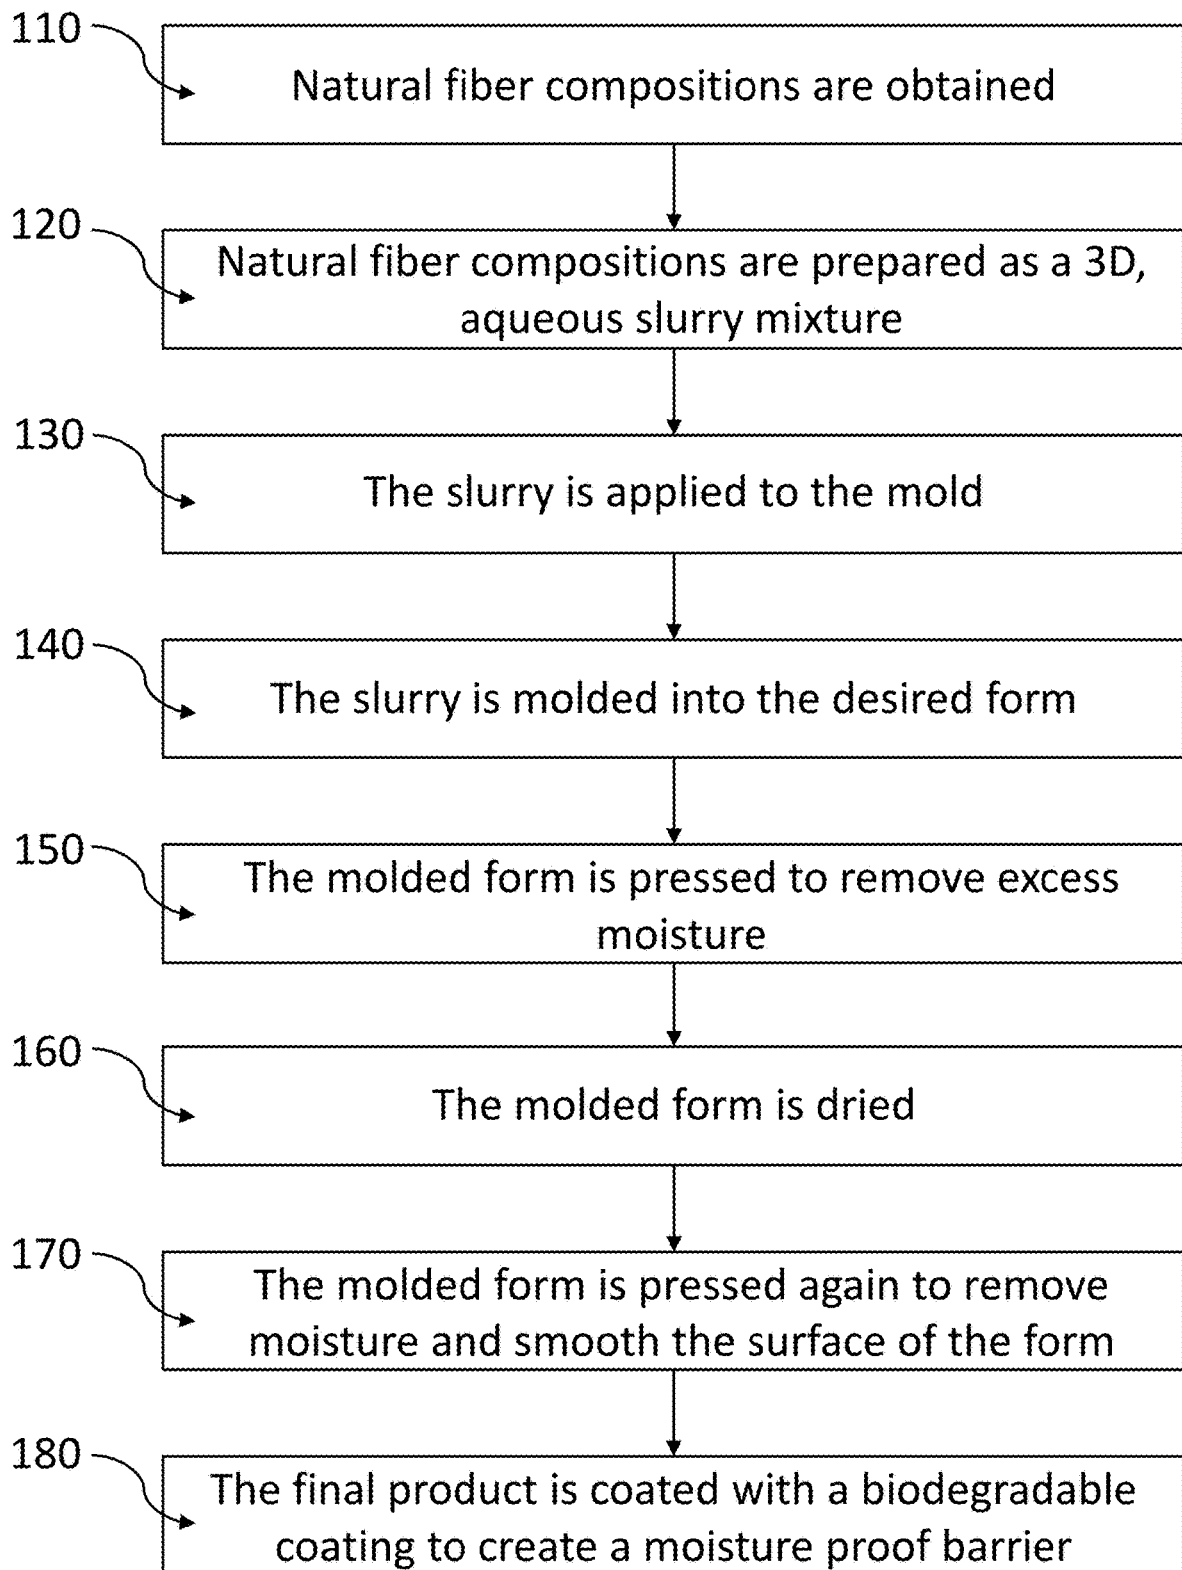 110
Natural fiber compositions are obtained
120
Natural fiber compositions are prepared as a 3D,
aqueous slurry mixture
130
The slurry is applied to the mold
140
The slurry is molded into the desired form
150
The molded form is pressed to remove excess
moisture
160
The molded form is dried
170
The molded form is pressed again to remove
moisture and smooth the surface of the form
180
The final product is coated with a biodegradable
coating to create a moisture proof barrier